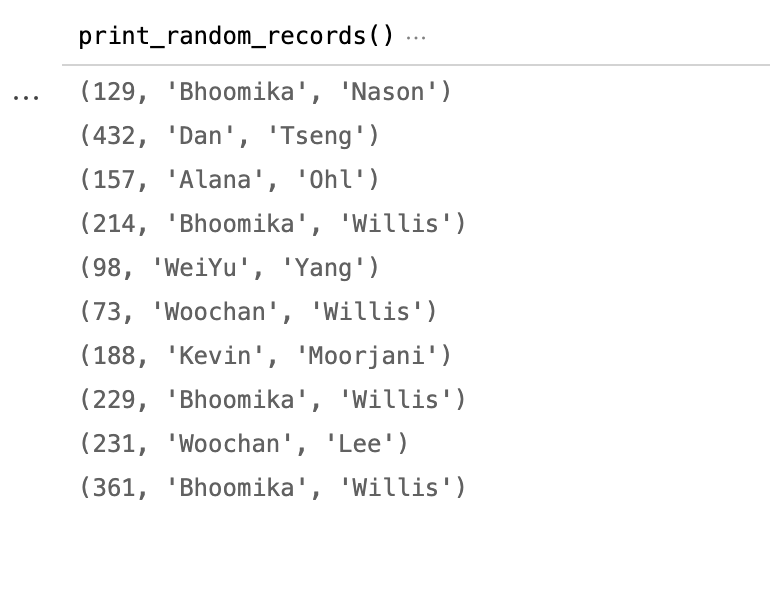 print_random_records() ...
... (129, 'Bhoomika', 'Nason')
(432, 'Dan', 'Tseng')
(157, 'Alana', 'Ohl')
(214, 'Bhoomika', 'Willis')
(98, 'WeiYu', 'Yang')
(73, 'Woochan', 'Willis')
(188, 'Kevin', 'Moorjani')
(229, 'Bhoomika', 'Willis')
(231, 'Woochan', 'Lee')
(361, 'Bhoomika', 'Willis')